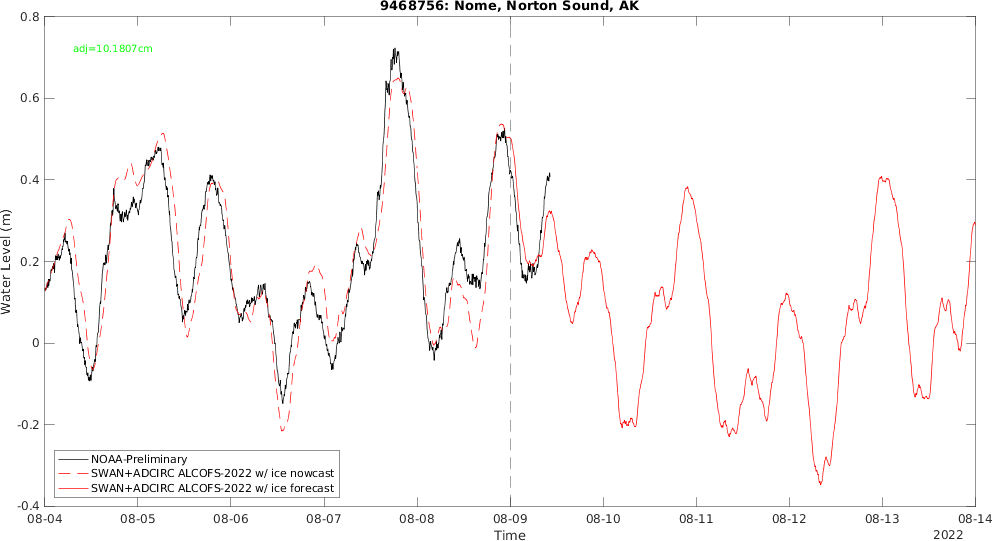 9468756: Nome, Norton Sound, AK
adj=10.1807cm
0.8
0.6
0.4
0.2
0
-0.2
-0.4
Water Level (m)
NOAA-Preliminary
SWAN+ADCIRC ALCOFS-2022 w/ ice nowcast
SWAN+ADCIRC ALCOFS-2022 w/ ice forecast
08-04 08-05 08-06 08-07 08-08 08-09 08-10 08-11 08-12 08-13 08-14
Time
2022